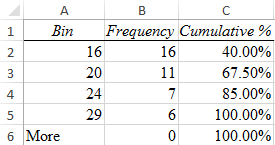 A B C
1 Bin Frequency Cumulative %
2 16 16 40.00%
3 20 11 67.50%
4 24 7 85.00%
5 29 6 100.00%
6 More 0 100.00%